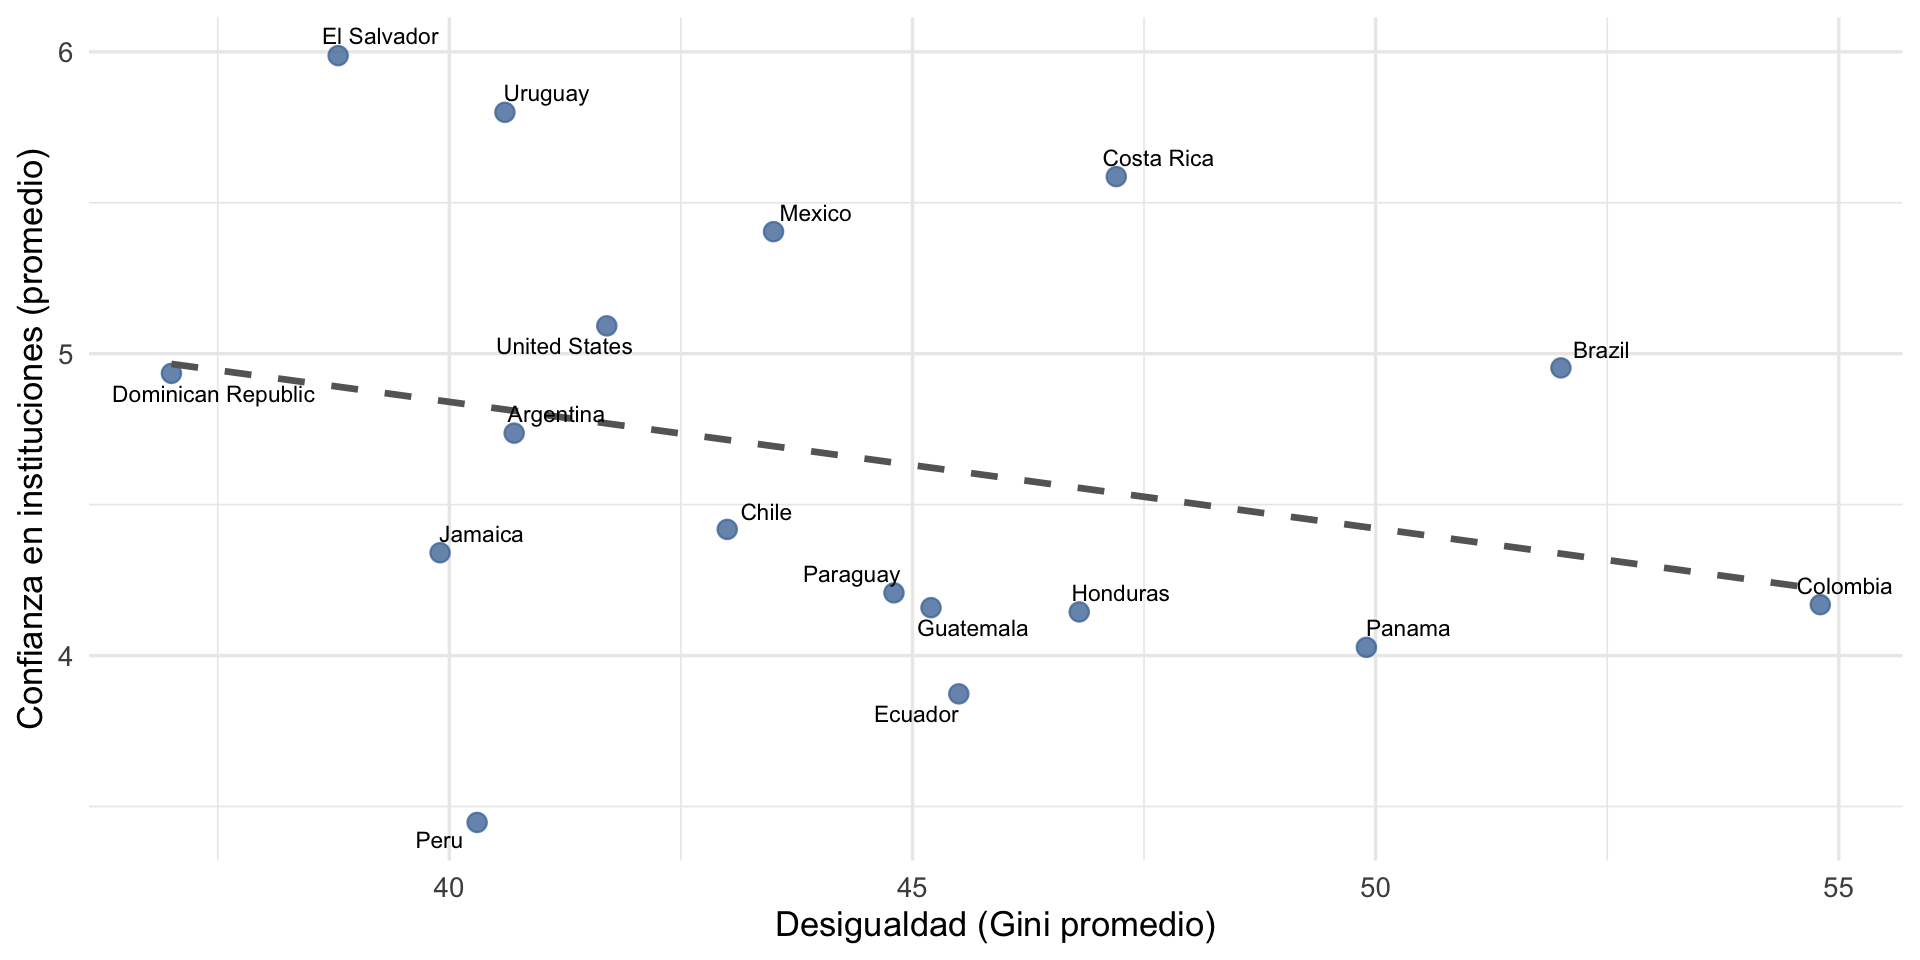 El Salvador
6
Uruguay
Costa Rica
Mexico
United States
Brazil
5
Dominican Republic
Argentina
Chile
Jamaica
Paraguay
Honduras
Colombia
Guatemala
Panama
4
Ecuador
Peru
Confianza en instituciones (promedio)
40
45
50
55
Desigualdad (Gini promedio)